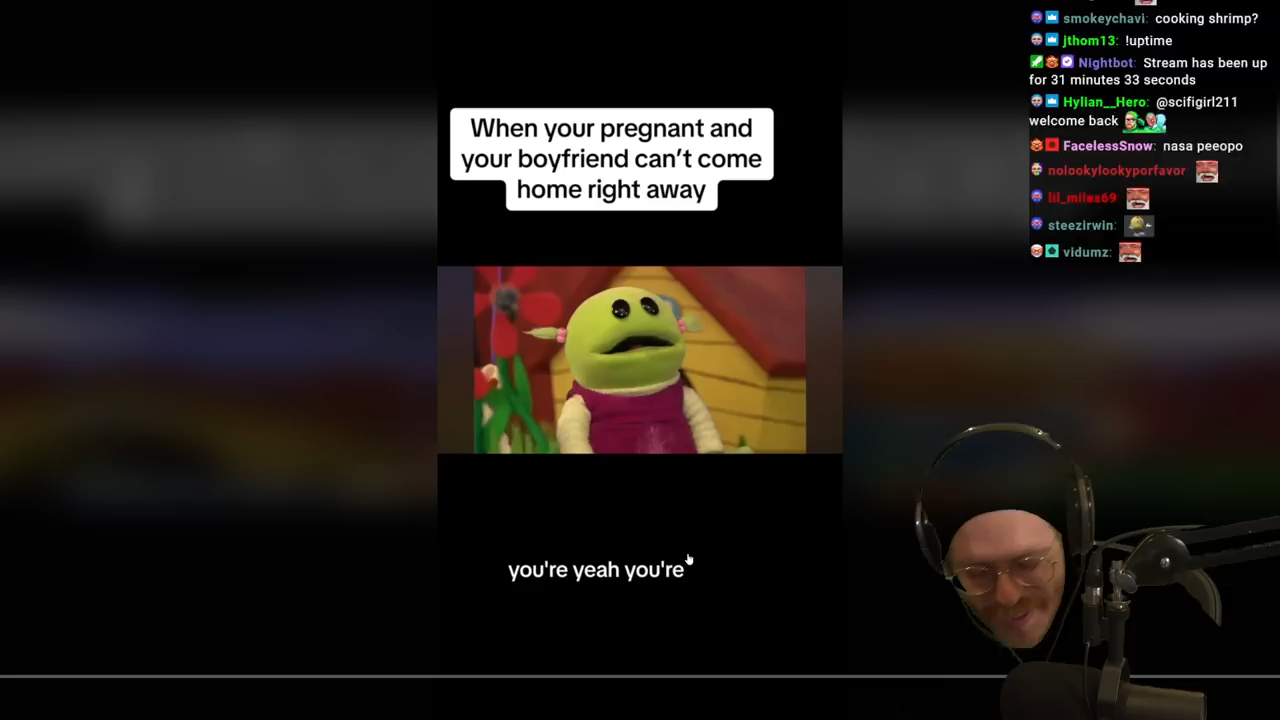 When your pregnant and
your boyfriend can't come
home right away
you're yeah you're
smokeychavi: cooking shrimp?
jthom13: !uptime
Nightbot: Stream has been up
for 31 minutes 33 seconds
Hylian__Hero: @scifigirl211
welcome back
FacelessSnow: nasa peeopo
nolookylookyporfavor
lil_miles69
steezirwin:
vidumz: